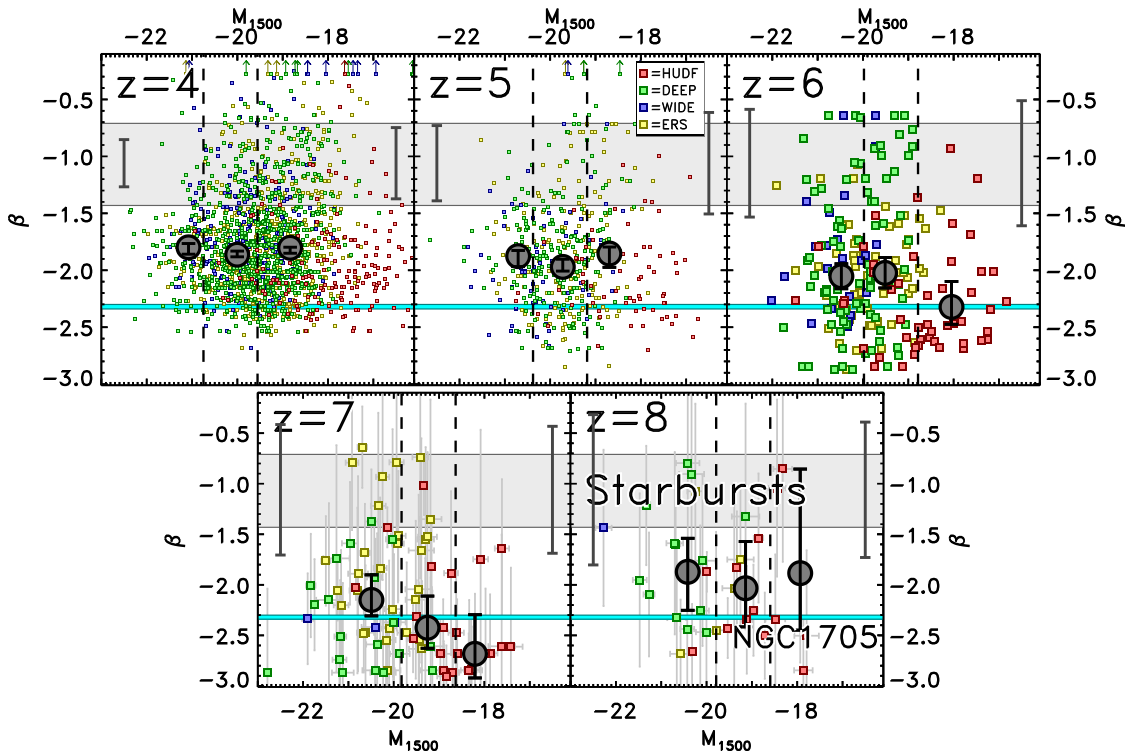 M1500 M1500 M1500
−22 −20 −18 −22 −20 −18 −22 −20 −18
z=4 z=5 z=6
=HUDF
=DEEP
=WIDE
=ERS
−0.5 −0.5
−1.0 −1.0
−1.5 −1.5
β β
−2.0 −2.0
−2.5 −2.5
−3.0 −3.0
z=7 z=8
−0.5 −0.5
−1.0 −1.0
Starbursts
−1.5 −1.5
β β
−2.0 −2.0
−2.5 −2.5
NGC1705
−3.0 −3.0
−22 −20 −18 −22 −20 −18
M1500 M1500